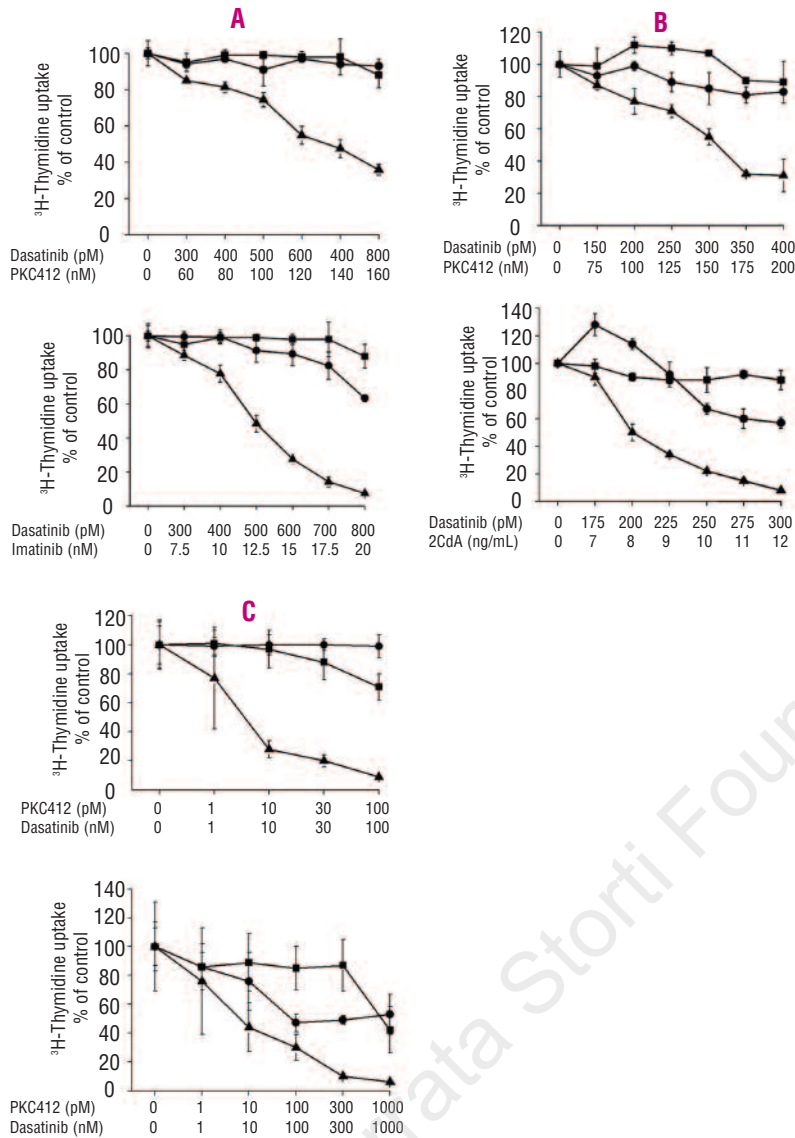 A
³H-Thymidine uptake
% of control
100
80
60
40
20
0
Dasatinib (pM) 0 300 400 500 600 400 800
PKC412 (nM) 0 60 80 100 120 140 160
B
³H-Thymidine uptake
% of control
120
100
80
60
40
20
0
Dasatinib (pM) 0 150 200 250 300 350 400
PKC412 (nM) 0 75 100 125 150 175 200
³H-Thymidine uptake
% of control
100
80
60
40
20
0
Dasatinib (pM) 0 300 400 500 600 700 800
Imatinib (nM) 0 7.5 10 12.5 15 17.5 20
³H-Thymidine uptake
% of control
140
120
100
80
60
40
20
0
Dasatinib (pM) 0 175 200 225 250 275 300
2CdA (ng/mL) 0 7 8 9 10 11 12
C
³H-Thymidine uptake
% of control
120
100
80
60
40
20
0
PKC412 (pM) 0 1 10 30 100
Dasatinib (nM) 0 1 10 30 100
³H-Thymidine uptake
% of control
140
120
100
80
60
40
20
0
PKC412 (pM) 0 1 10 100 300 1000
Dasatinib (nM) 0 1 10 100 300 1000
Storti